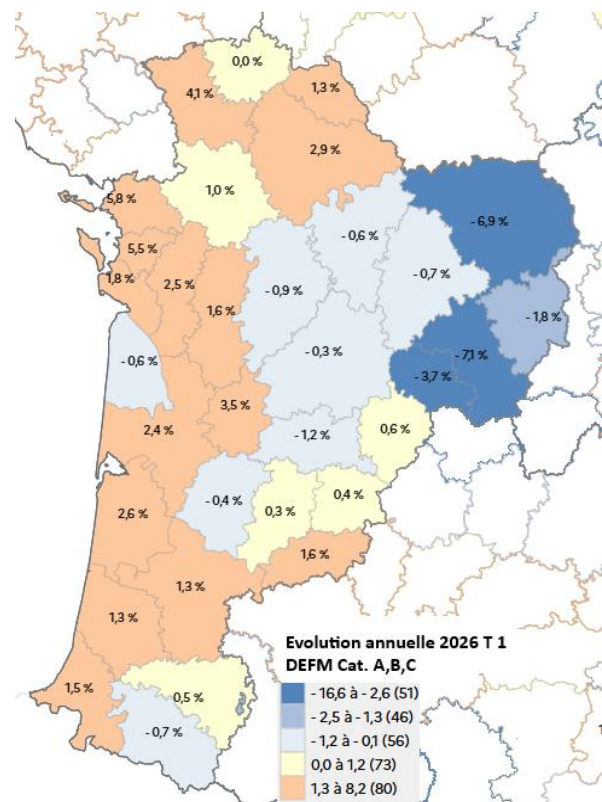 0,0 %
4,1 %
1,3 %
2,9 %
1,0 %
5,8 %
- 6,9 %
- 0,6 %
5,5 %
- 0,7 %
1,8 %
2,5 %
- 0,9 %
1,6 %
- 1,8 %
- 0,3 %
- 7,1 %
- 0,6 %
- 3,7 %
3,5 %
2,4 %
- 1,2 %
0,6 %
- 0,4 %
0,4 %
0,3 %
2,6 %
1,6 %
1,3 %
1,3 %
1,5 %
0,5 %
- 0,7 %
Evolution annuelle 2026 T 1
DEFM Cat. A,B,C
- 16,6 à - 2,6 (51)
- 2,5 à - 1,3 (46)
- 1,2 à - 0,1 (56)
0,0 à 1,2 (73)
1,3 à 8,2 (80)